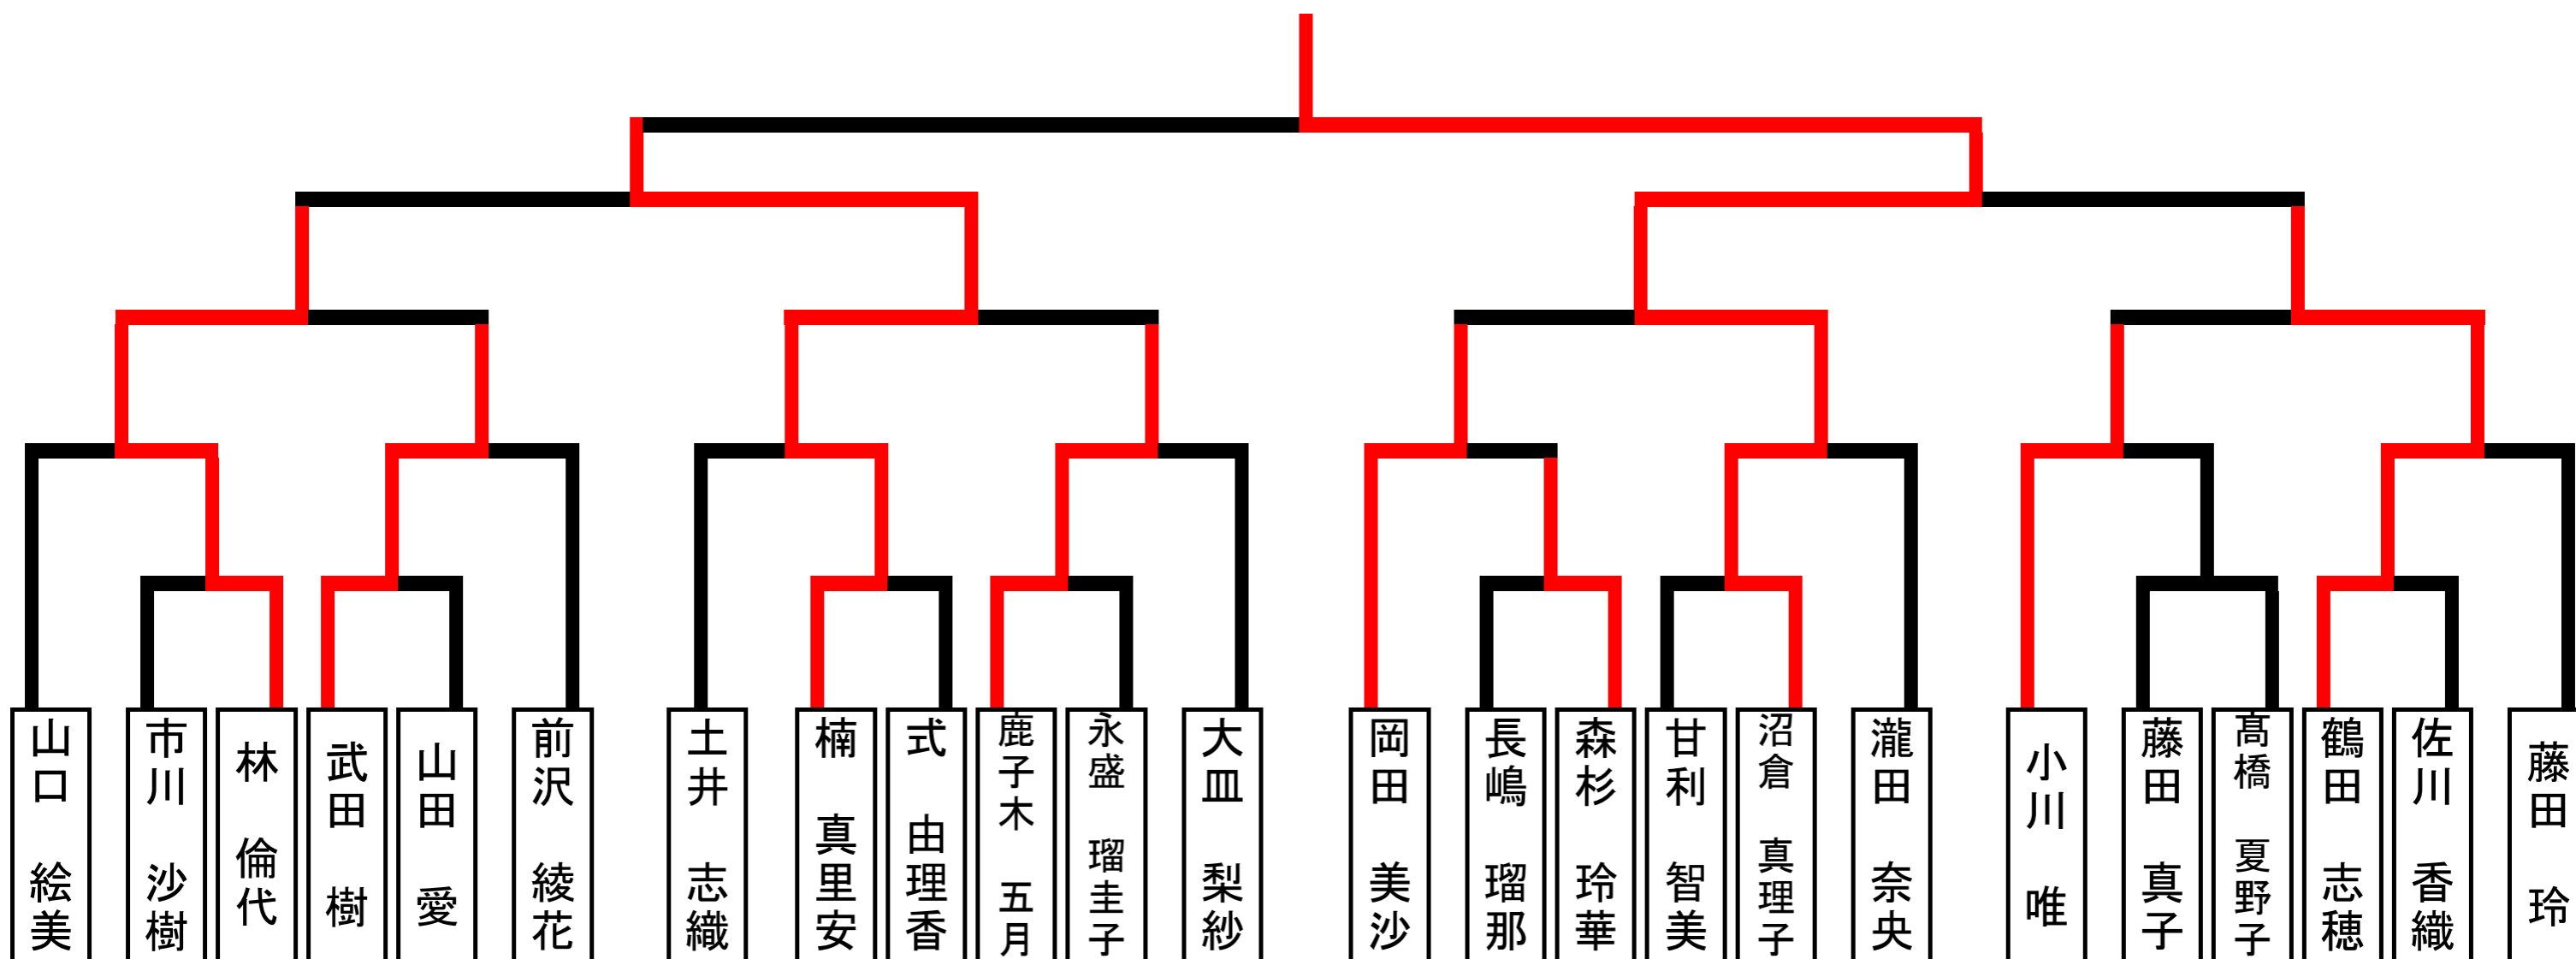 山口 絵美
市川 沙樹
林 倫代
武田 樹
山田 愛
前沢 綾花
土井 志織
楠 真里安
式 由理香
鹿子木 五月
永盛 瑠圭子
大皿 梨紗
岡田 美沙
長嶋 瑠那
森杉 玲華
甘利 智美
沼倉 真理子
瀧田 奈央
小川 唯
藤田 真子
髙橋 夏野子
鶴田 志穂
佐川 香織
藤田 玲